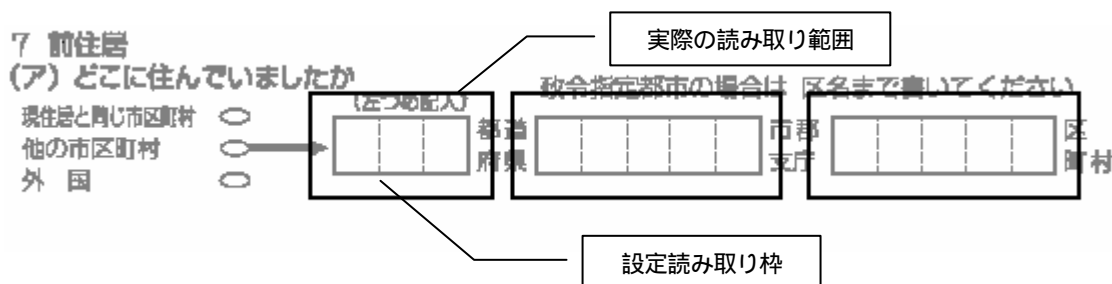 実際の読み取り範囲
7 前住居
(ア) どこに住んでいましたか
政令指定都市の場合は 区名まで書いてください
(左づめ記入)
現住居と同じ市区町村
他の市区町村
外 国
都道
府県
市郡
支庁
区
町村
設定読み取り枠